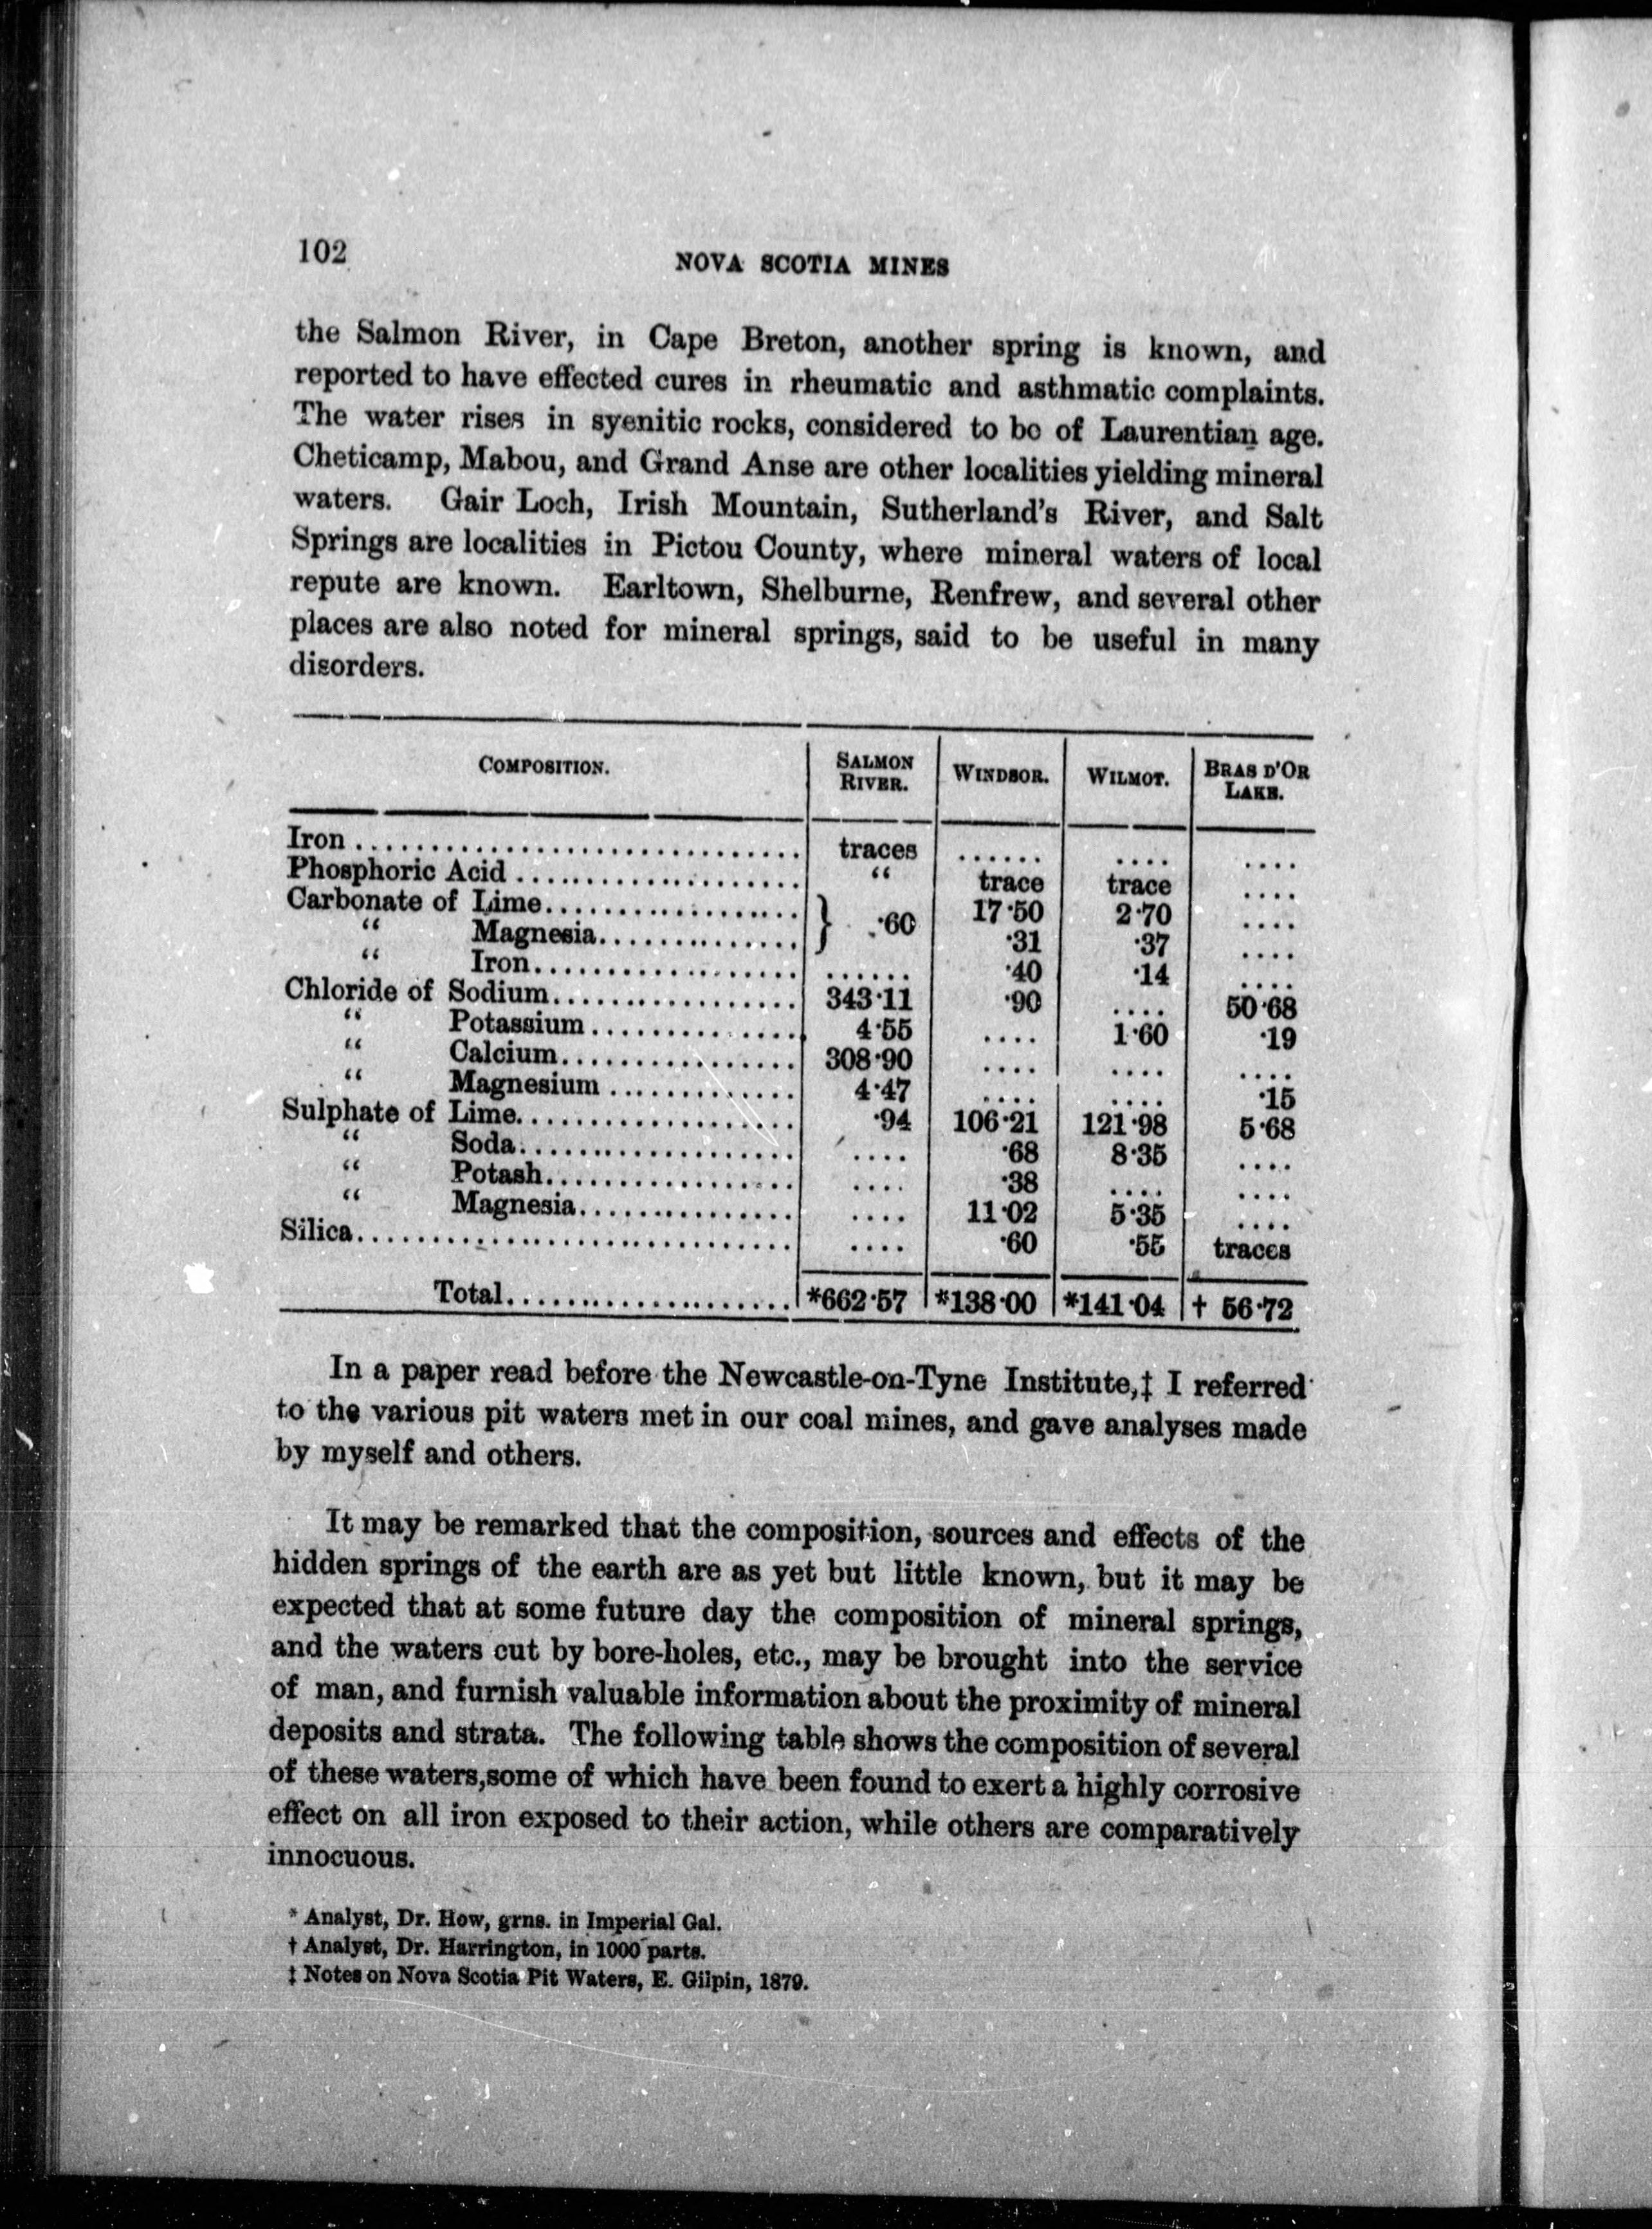 102
NOVA SCOTIA MINES
the Salmon River, in Cape Breton, another spring is known, and
reported to have effected cures in rheumatic and asthmatic complaints.
The water rises in syenitic rocks, considered to be of Laurentian age.
Cheticamp, Mabou, and Grand Anse are other localities yielding mineral
waters. Gair Loch, Irish Mountain, Sutherland's River, and Salt
Springs are localities in Pictou County, where mineral waters of local
repute are known. Earltown, Shelburne, Renfrew, and several other
places are also noted for mineral springs, said to be useful in many
disorders.
COMPOSITION. SALMON RIVER. WINDSOR. WILMOT. BRAS D'OR LAKE.
Iron .............................. traces ...... .... ....
Phosphoric Acid ................... “ trace trace ....
Carbonate of Lime.................. } ·60 17·50 2·70 ....
“ Magnesia.............. ·31 ·37 ....
“ Iron.................. ...... ·40 ·14 ....
Chloride of Sodium................. 343·11 ·90 .... 50·68
“ Potassium .............. 4·55 .... 1·60 ·19
“ Calcium................ 308·90 .... .... ....
“ Magnesium ............. 4·47 .... .... ·15
Sulphate of Lime................... ·94 106·21 121·98 5·68
“ Soda................... .... ·68 8·35 ....
“ Potash................. .... ·38 .... ....
“ Magnesia............... .... 11·02 5·35 ....
Silica.............................. .... ·60 ·55 traces
Total.................... *662·57 *138·00 *141·04 † 56·72
In a paper read before the Newcastle-on-Tyne Institute,‡ I referred
to the various pit waters met in our coal mines, and gave analyses made
by myself and others.
It may be remarked that the composition, sources and effects of the
hidden springs of the earth are as yet but little known, but it may be
expected that at some future day the composition of mineral springs,
and the waters cut by bore-holes, etc., may be brought into the service
of man, and furnish valuable information about the proximity of mineral
deposits and strata. The following table shows the composition of several
of these waters,some of which have been found to exert a highly corrosive
effect on all iron exposed to their action, while others are comparatively
innocuous.
* Analyst, Dr. How, grns. in Imperial Gal.
† Analyst, Dr. Harrington, in 1000 parts.
‡ Notes on Nova Scotia Pit Waters, E. Gilpin, 1879.